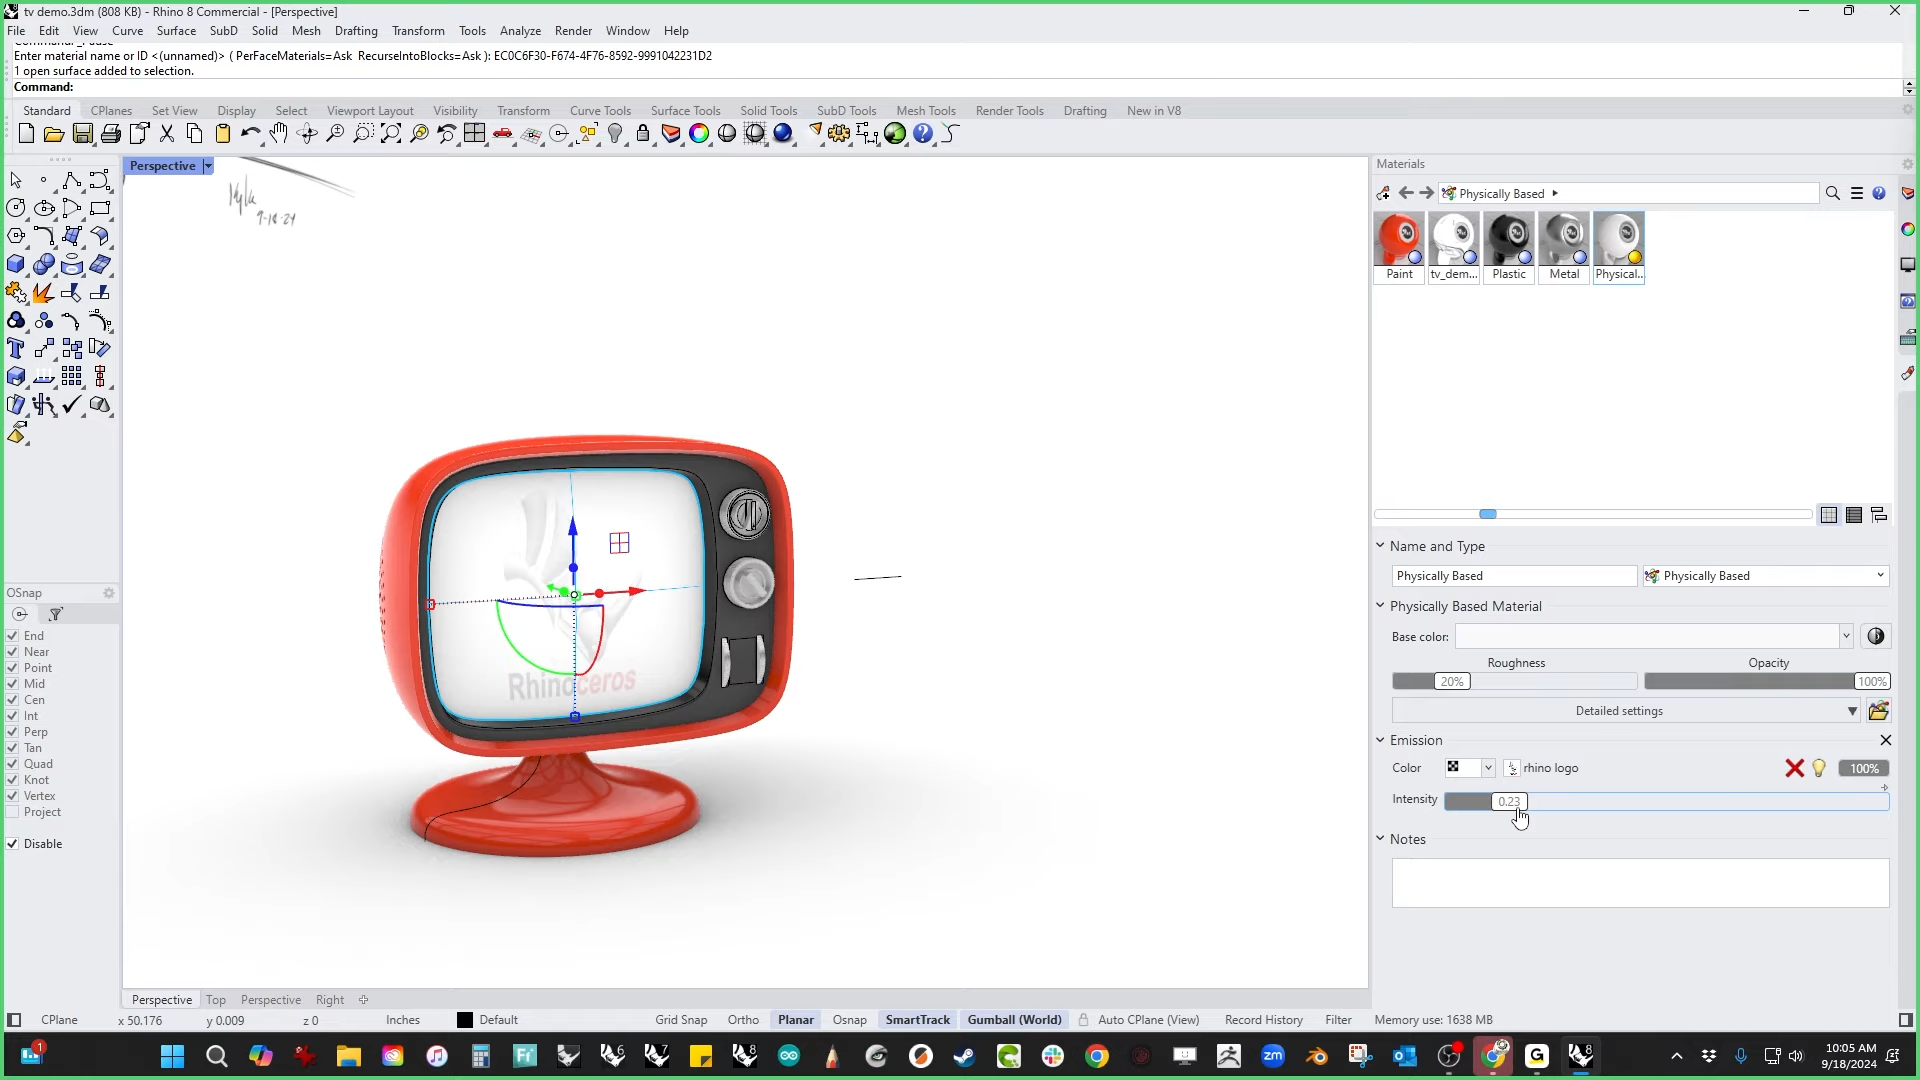 tv demo.3dm (808 KB) - Rhino 8 Commercial - [Perspective]
File Edit View Curve Surface SubD Solid Mesh Drafting Transform Tools Analyze Render Window Help
Enter material name or ID <(unnamed)> ( PerFaceMaterials=Ask RecurseIntoBlocks=Ask ): EC0C6F30-F674-4F76-8592-9991042231D2
1 open surface added to selection.
Command:
Standard CPlanes Set View Display Select Viewport Layout Visibility Transform Curve Tools Surface Tools Solid Tools SubD Tools Mesh Tools Render Tools Drafting New in V8
Perspective
9-18-24
Rhinoceros
Materials
Physically Based
Paint tv_dem... Plastic Metal Physical..
Name and Type
Physically Based Physically Based
Physically Based Material
Base color:
Roughness Opacity
20% 100%
Detailed settings
Emission
Color rhino logo 100%
Intensity 0.23
Notes
OSnap
End
Near
Point
Mid
Cen
Int
Perp
Tan
Quad
Knot
Vertex
Project
Disable
Perspective Top Perspective Right
CPlane x 50.176 y 0.009 z 0 Inches Default Grid Snap Ortho Planar Osnap SmartTrack Gumball (World) Auto CPlane (View) Record History Filter Memory use: 1638 MB
10:05 AM
9/18/2024